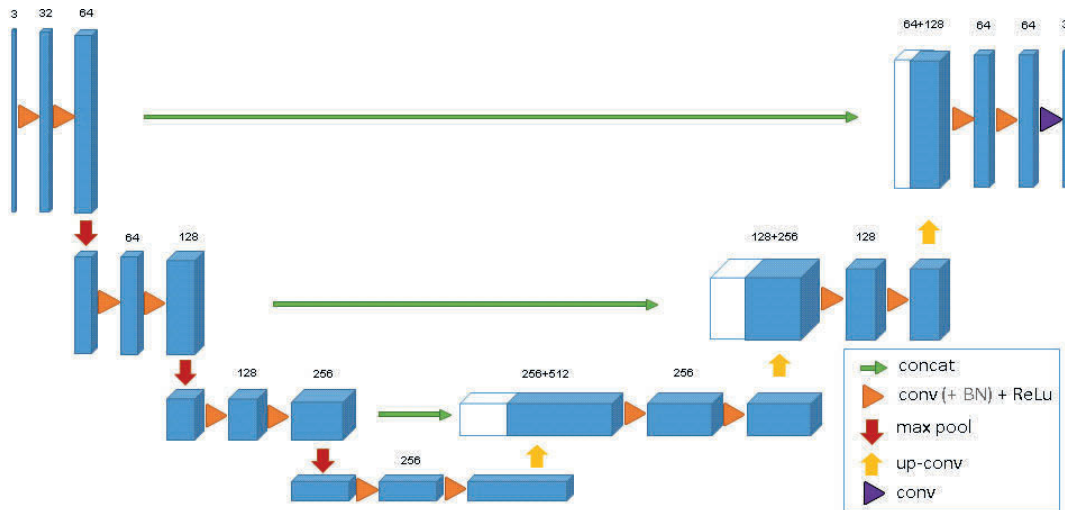 3 32 64
64+128 64 64 3
64 128
128+256 128
128 256
256+512 256
256
concat
conv (+ BN) + ReLu
max pool
up-conv
conv